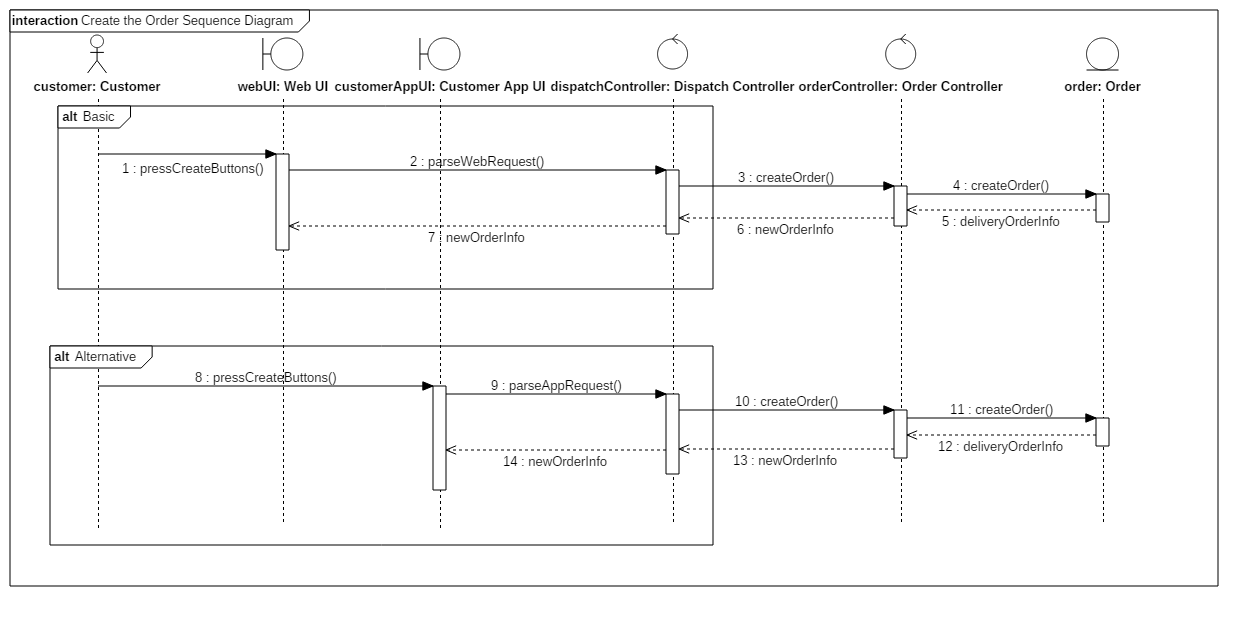 interaction Create the Order Sequence Diagram
customer: Customer
webUI: Web UI
customerAppUI: Customer App UI
dispatchController: Dispatch Controller
orderController: Order Controller
order: Order
alt Basic
1 : pressCreateButtons()
2 : parseWebRequest()
3 : createOrder()
4 : createOrder()
5 : deliveryOrderInfo
6 : newOrderInfo
7 : newOrderInfo
alt Alternative
8 : pressCreateButtons()
9 : parseAppRequest()
10 : createOrder()
11 : createOrder()
12 : deliveryOrderInfo
13 : newOrderInfo
14 : newOrderInfo